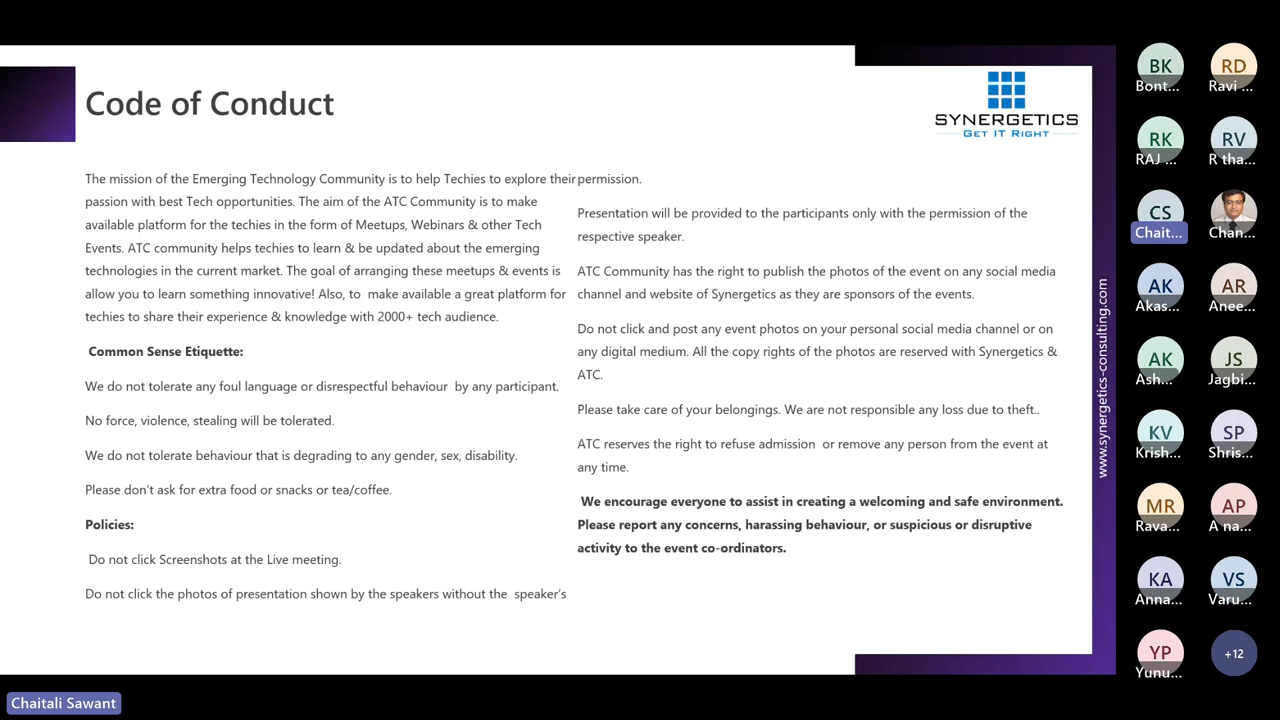 Code of Conduct
SYNERGETICS
GET IT RIGHT
The mission of the Emerging Technology Community is to help Techies to explore their
passion with best Tech opportunities. The aim of the ATC Community is to make
available platform for the techies in the form of Meetups, Webinars & other Tech
Events. ATC community helps techies to learn & be updated about the emerging
technologies in the current market. The goal of arranging these meetups & events is
allow you to learn something innovative! Also, to  make available a great platform for
techies to share their experience & knowledge with 2000+ tech audience.
Common Sense Etiquette:
We do not tolerate any foul language or disrespectful behaviour  by any participant.
No force, violence, stealing will be tolerated.
We do not tolerate behaviour that is degrading to any gender, sex, disability.
Please don't ask for extra food or snacks or tea/coffee.
Policies:
Do not click Screenshots at the Live meeting.
Do not click the photos of presentation shown by the speakers without the  speaker's
permission.
Presentation will be provided to the participants only with the permission of the
respective speaker.
ATC Community has the right to publish the photos of the event on any social media
channel and website of Synergetics as they are sponsors of the events.
Do not click and post any event photos on your personal social media channel or on
any digital medium. All the copy rights of the photos are reserved with Synergetics &
ATC.
Please take care of your belongings. We are not responsible any loss due to theft..
ATC reserves the right to refuse admission  or remove any person from the event at
any time.
We encourage everyone to assist in creating a welcoming and safe environment.
Please report any concerns, harassing behaviour, or suspicious or disruptive
activity to the event co-ordinators.
www.synergetics-consulting.com
BK
Bont...
RD
Ravi ...
RK
RAJ ...
RV
R tha...
CS
Chait...
Chan...
AK
Akas...
AR
Anee...
AK
Ash...
JS
Jagbi...
KV
Krish...
SP
Shris...
MR
Rava...
AP
A na...
KA
Anna...
VS
Varu...
YP
Yunu...
+12
Chaitali Sawant